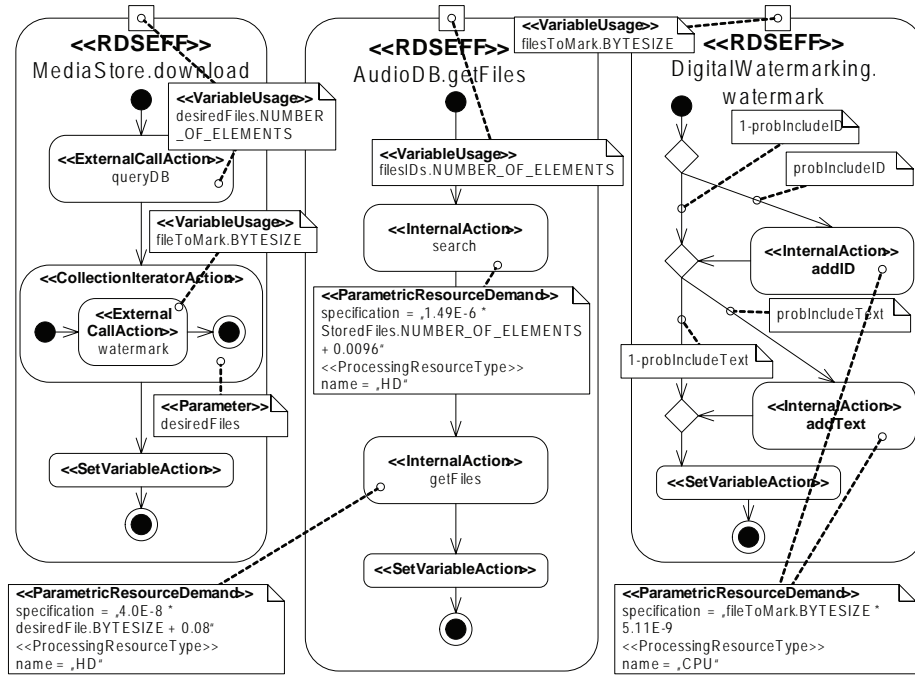 <<RDSEFF>>
MediaStore.download
<<VariableUsage>>
desiredFiles.NUMBER
_OF_ELEMENTS
<<ExternalCallAction>>
queryDB
<<VariableUsage>>
fileToMark.BYTESIZE
<<CollectionIteratorAction>>
<<External
CallAction>>
watermark
<<Parameter>>
desiredFiles
<<SetVariableAction>>
<<ParametricResourceDemand>>
specification = „4.0E-8 *
desiredFile.BYTESIZE + 0.08“
<<ProcessingResourceType>>
name = „HD“
<<RDSEFF>>
AudioDB.getFiles
<<VariableUsage>>
filesIDs.NUMBER_OF_ELEMENTS
<<InternalAction>>
search
<<ParametricResourceDemand>>
specification = „1.49E-6 *
StoredFiles.NUMBER_OF_ELEMENTS
+ 0.0096“
<<ProcessingResourceType>>
name = „HD“
<<InternalAction>>
getFiles
<<SetVariableAction>>
<<VariableUsage>>
filesToMark.BYTESIZE
<<RDSEFF>>
DigitalWatermarking.
watermark
1-probIncludeID
probIncludeID
<<InternalAction>>
addID
probIncludeText
1-probIncludeText
<<InternalAction>>
addText
<<SetVariableAction>>
<<ParametricResourceDemand>>
specification = „fileToMark.BYTESIZE *
5.11E-9
<<ProcessingResourceType>>
name = „CPU“